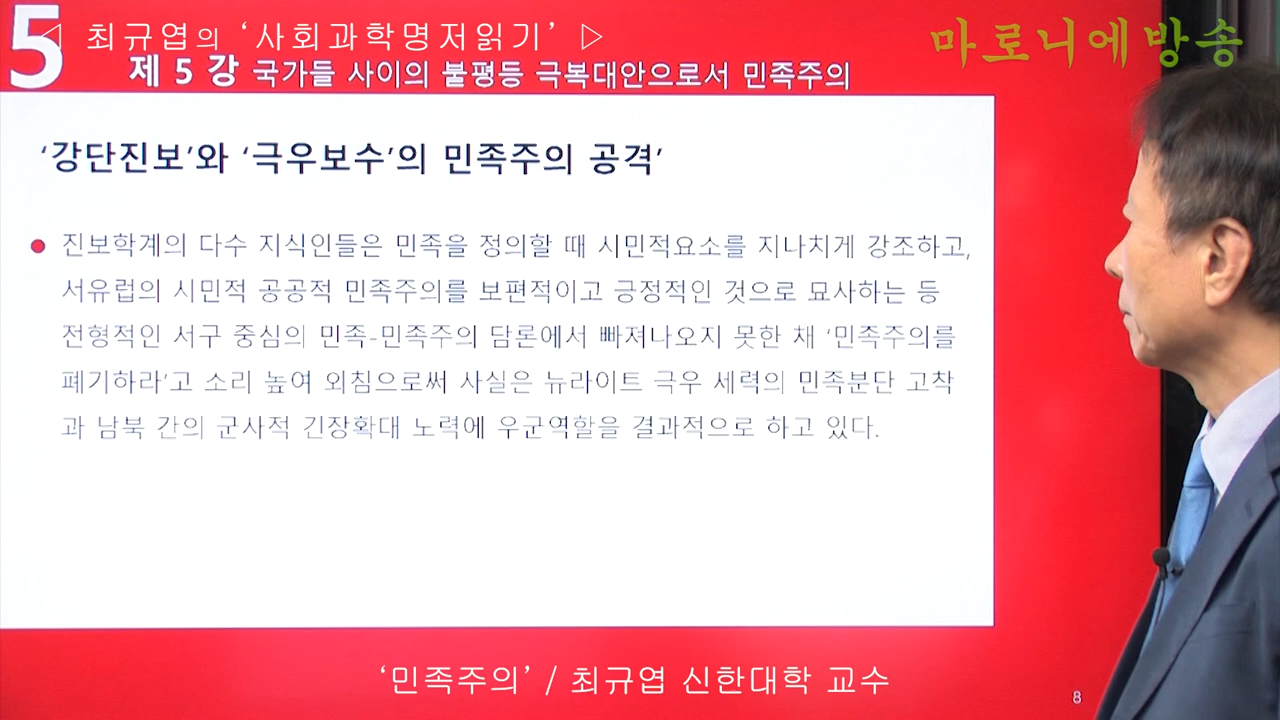 5
◁ 최규엽의 '사회과학명저읽기' ▷
마로니에방송
제 5 강 국가들 사이의 불평등 극복대안으로서 민족주의
'강단진보'와 '극우보수'의 민족주의 공격'
진보학계의 다수 지식인들은 민족을 정의할 때 시민적요소를 지나치게 강조하고,
서유럽의 시민적 공공적 민족주의를 보편적이고 긍정적인 것으로 묘사하는 등
전형적인 서구 중심의 민족-민족주의 담론에서 빠져나오지 못한 채 '민족주의를
폐기하라'고 소리 높여 외침으로써 사실은 뉴라이트 극우 세력의 민족분단 고착
과 남북 간의 군사적 긴장확대 노력에 우군역할을 결과적으로 하고 있다.
'민족주의' / 최규엽 신한대학 교수
8